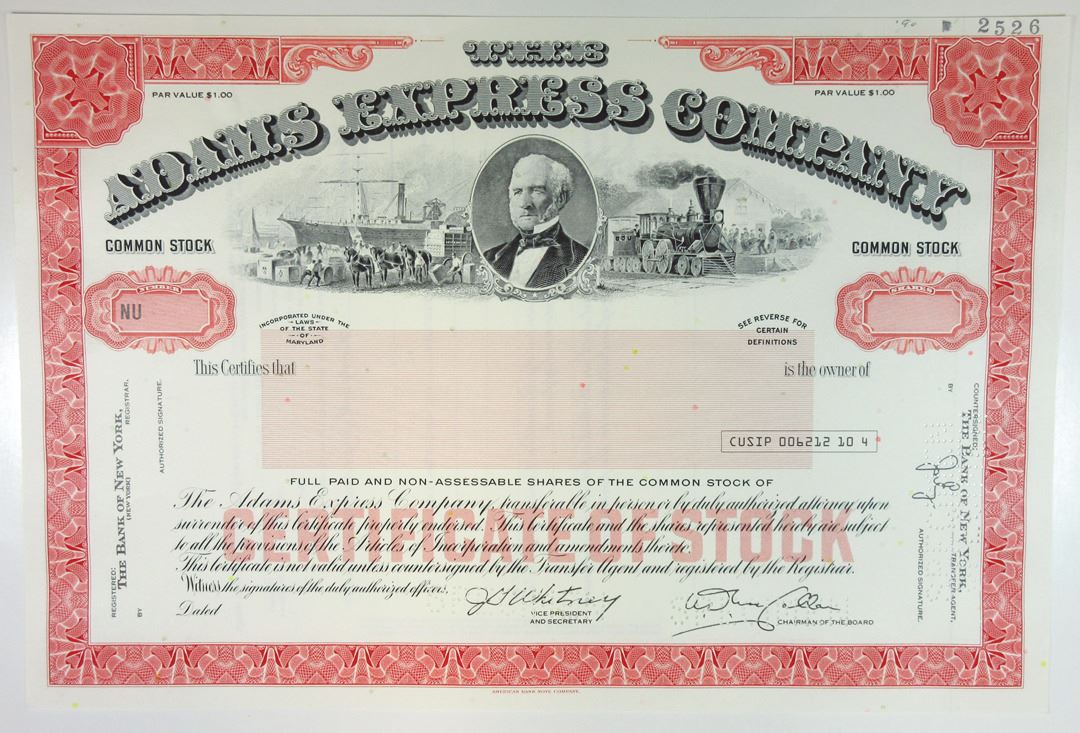 '90 2526
THE
ADAMS EXPRESS COMPANY
PAR VALUE $1.00
PAR VALUE $1.00
COMMON STOCK
COMMON STOCK
NUMBER
NU
SHARES
INCORPORATED UNDER THE
LAWS
OF THE STATE
OF
MARYLAND
SEE REVERSE FOR
CERTAIN
DEFINITIONS
This Certifies that
is the owner of
CUSIP 006212 10 4
FULL PAID AND NON-ASSESSABLE SHARES OF THE COMMON STOCK OF
The Adams Express Company, transferable in person or by duly authorized attorney upon
surrender of this certificate properly endorsed. This certificate and the shares represented hereby are subject
to all the provisions of the Articles of Incorporation and amendments thereto.
This certificate is not valid unless countersigned by the Transfer Agent and registered by the Registrar.
Witness the signatures of the duly authorized officers.
Dated
CERTIFICATE OF STOCK
J G Whitney
VICE PRESIDENT
AND SECRETARY
CHAIRMAN OF THE BOARD
REGISTERED:
THE BANK OF NEW YORK,
(NEW YORK)
REGISTRAR,
BY
AUTHORIZED SIGNATURE.
COUNTERSIGNED:
THE BANK OF NEW YORK,
TRANSFER AGENT,
BY
AUTHORIZED SIGNATURE.
AMERICAN BANK NOTE COMPANY.